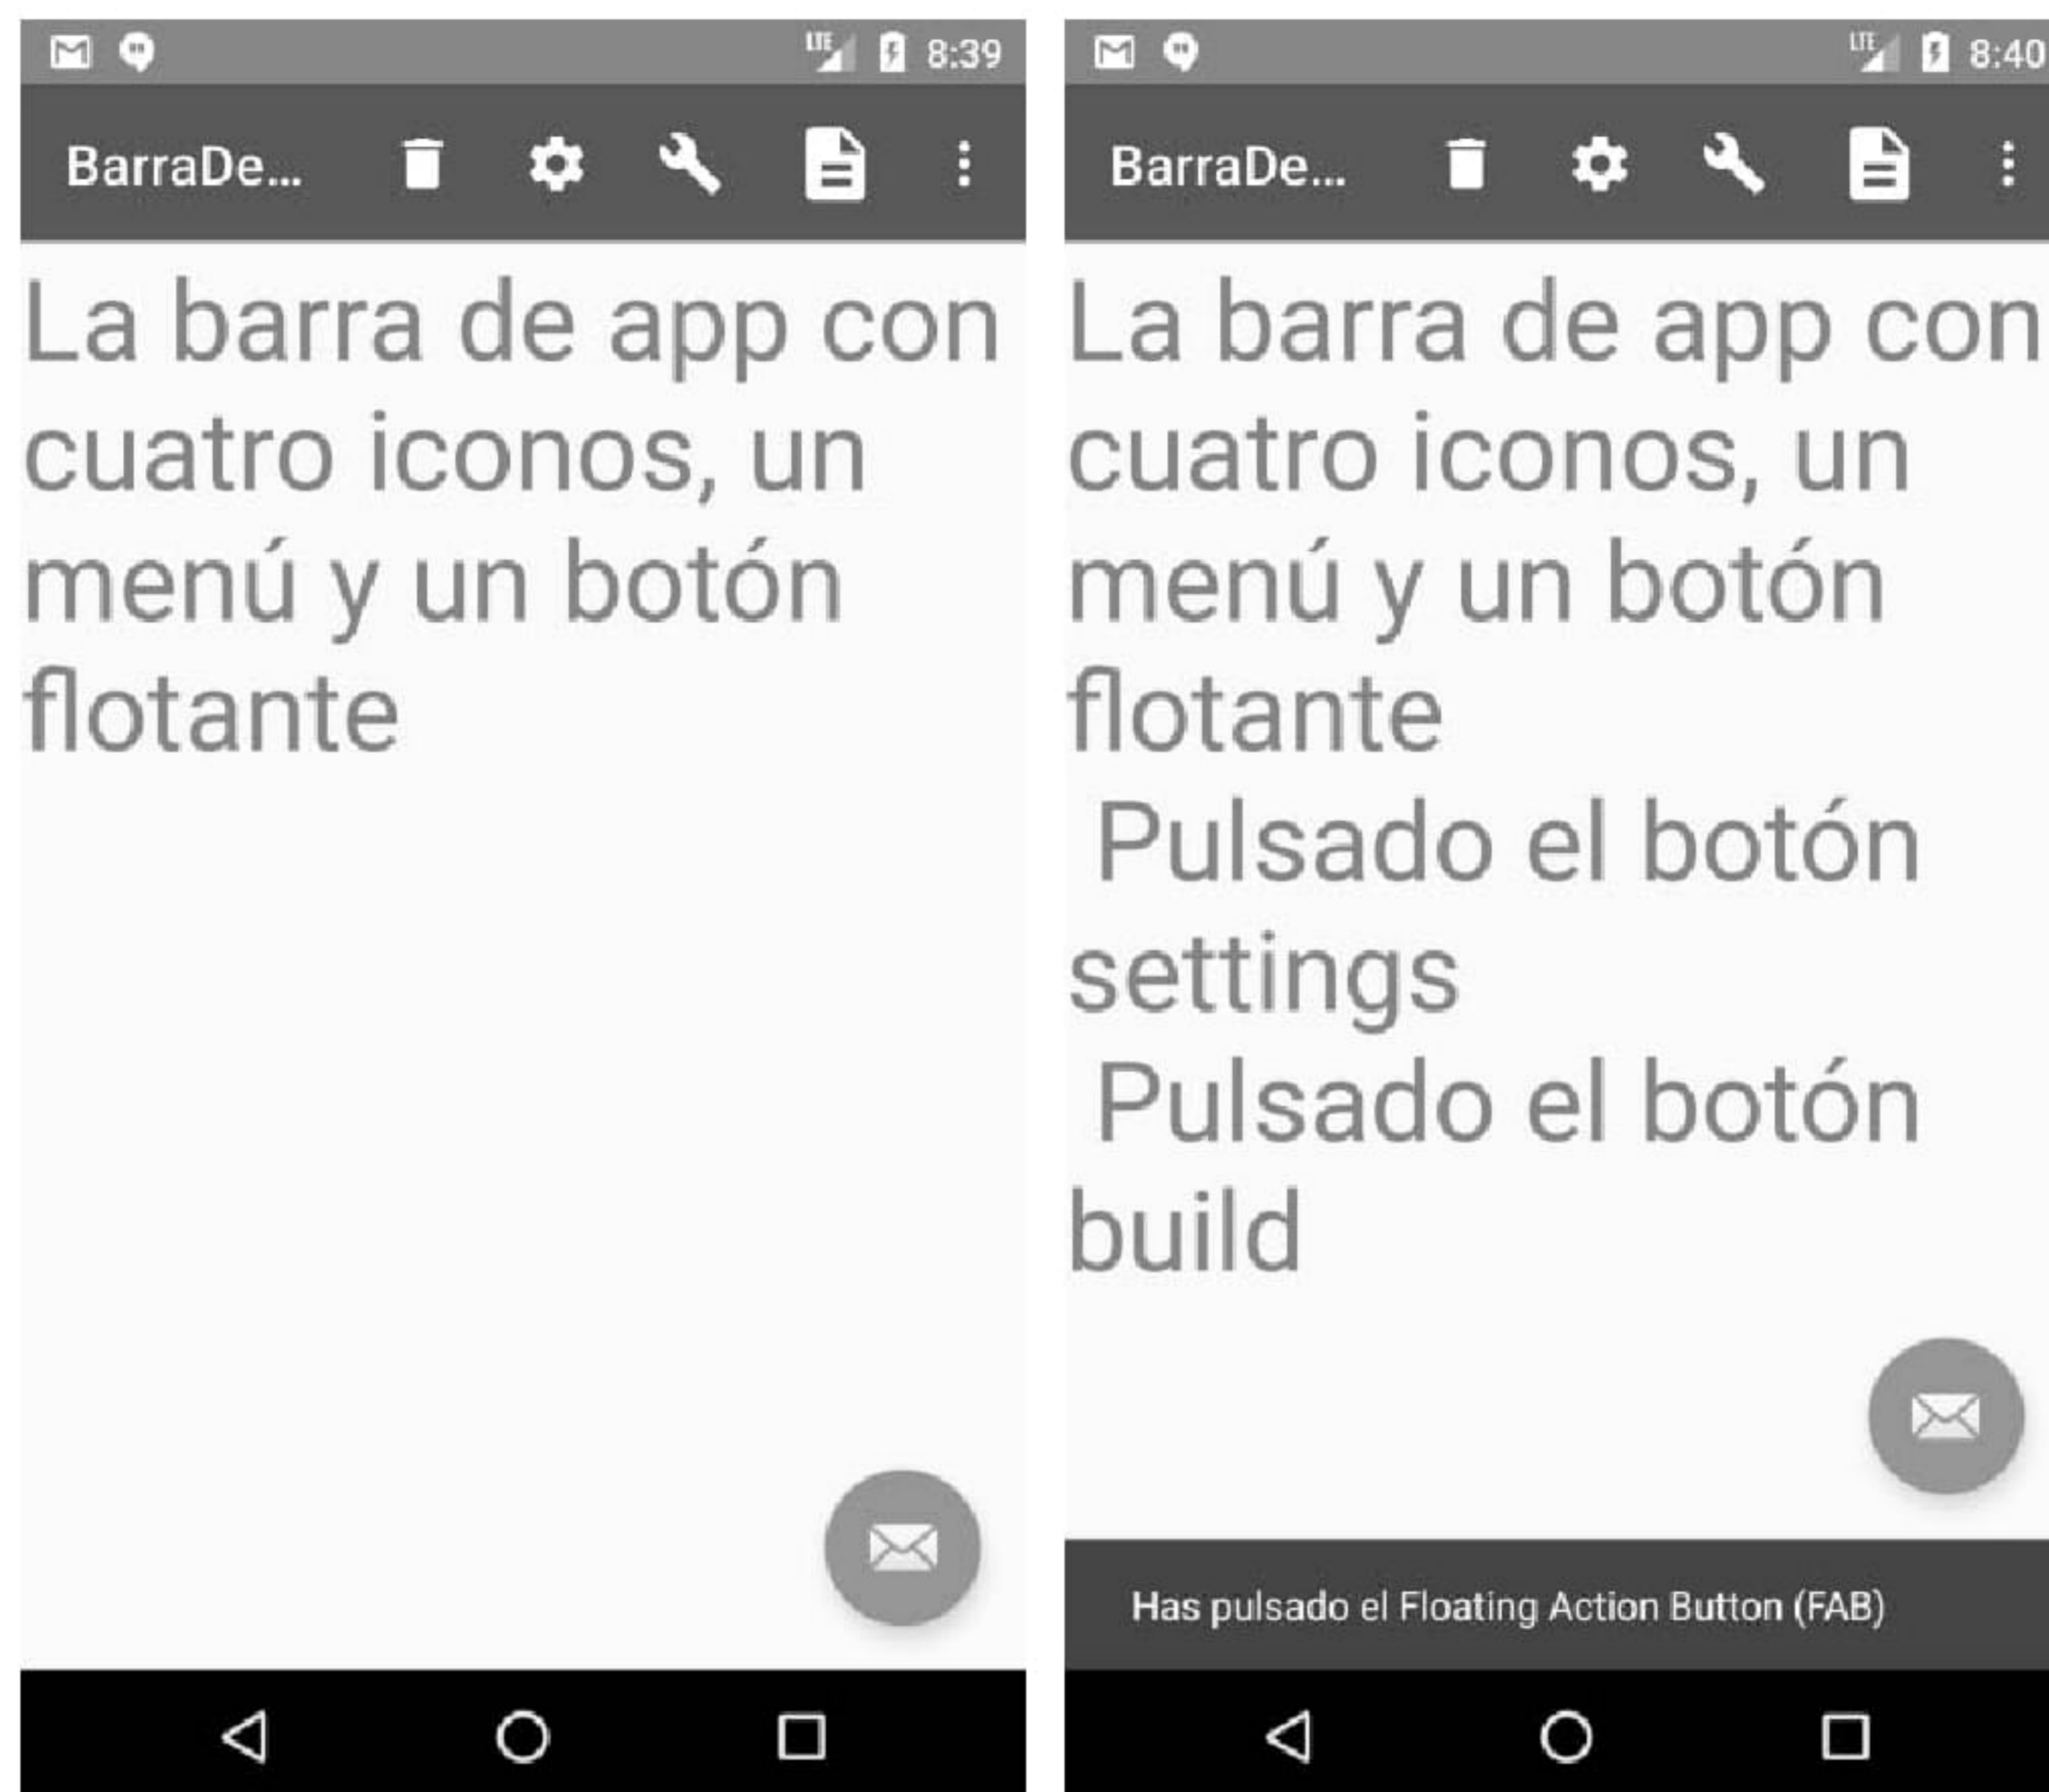 LTE 8:39
BarraDe...
La barra de app con
cuatro iconos, un
menú y un botón
flotante
LTE 8:40
BarraDe...
La barra de app con
cuatro iconos, un
menú y un botón
flotante
Pulsado el botón
settings
Pulsado el botón
build
Has pulsado el Floating Action Button (FAB)